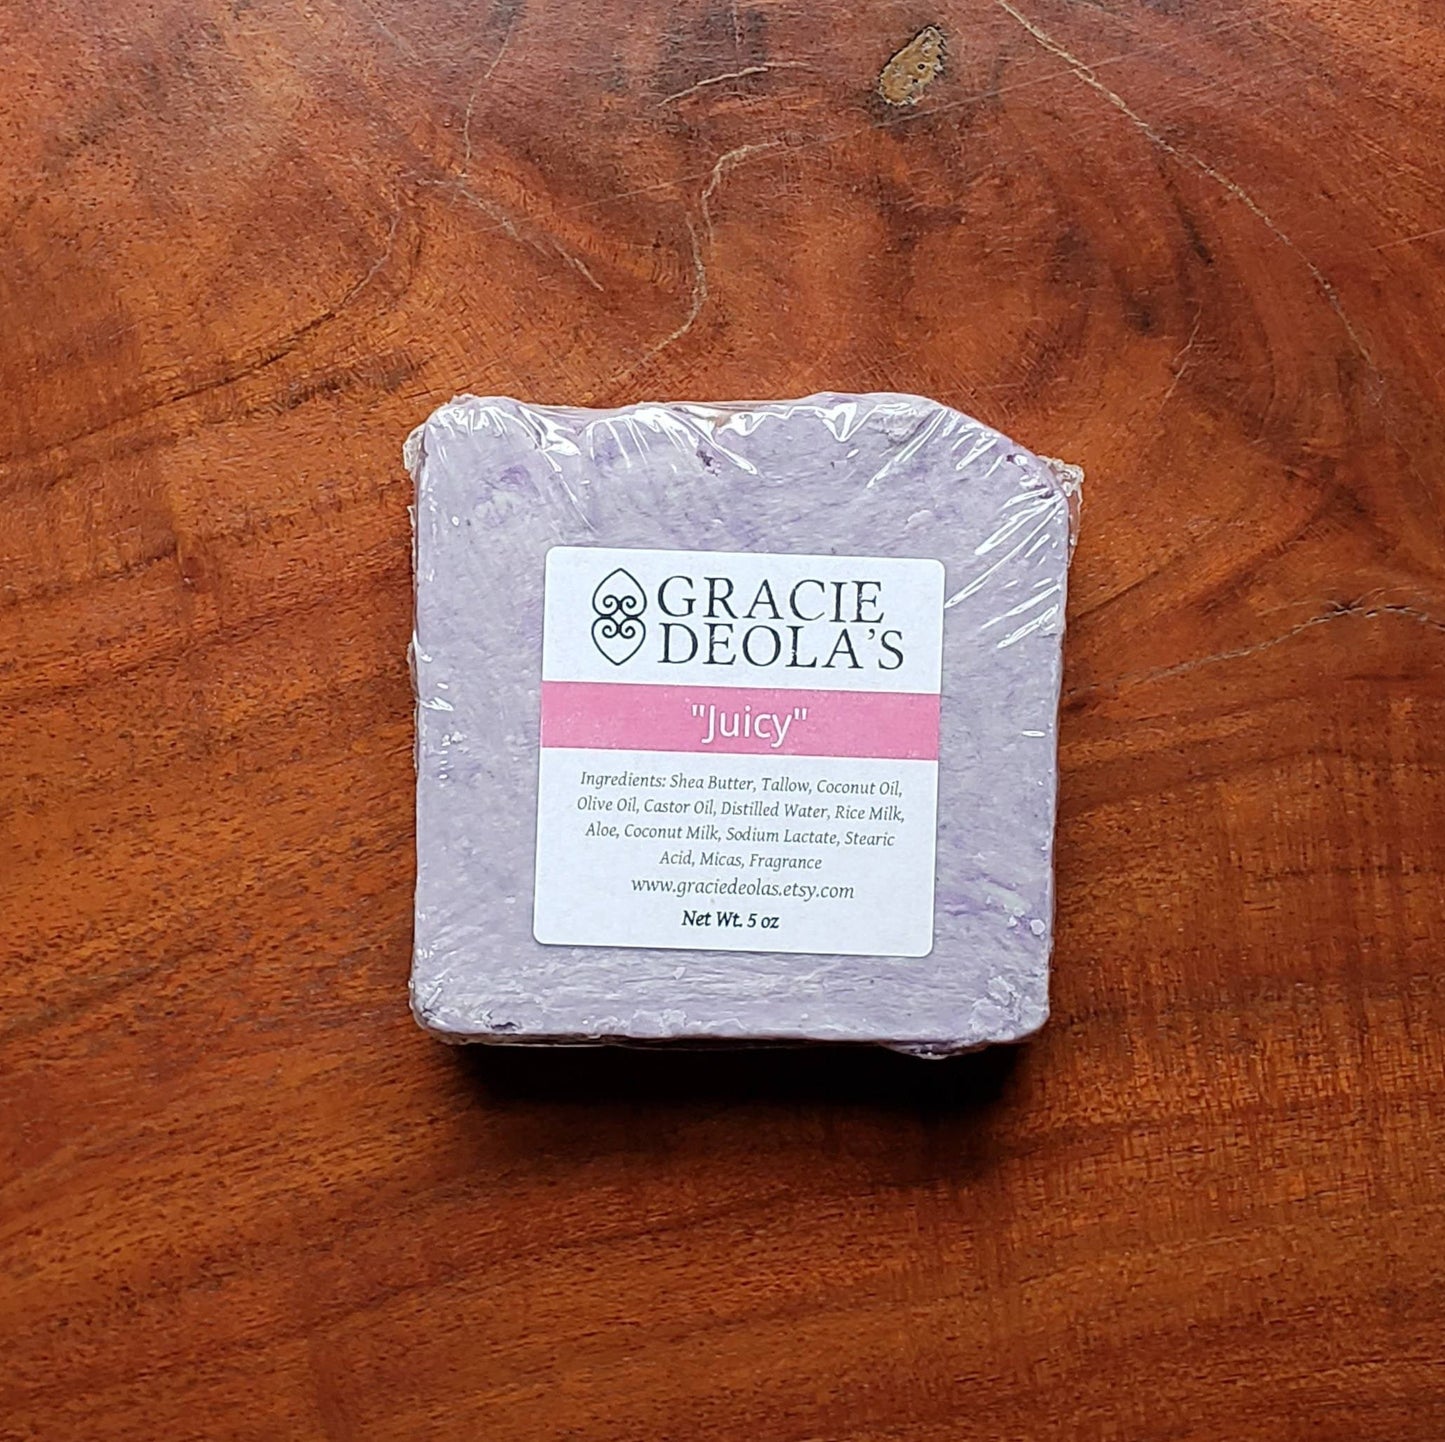 GRACIE
DEOLA'S
"Juicy"
Ingredients: Shea Butter, Tallow, Coconut Oil,
Olive Oil, Castor Oil, Distilled Water, Rice Milk,
Aloe, Coconut Milk, Sodium Lactate, Stearic
Acid, Micas, Fragrance
www.graciedeolas.etsy.com
Net Wt. 5 oz